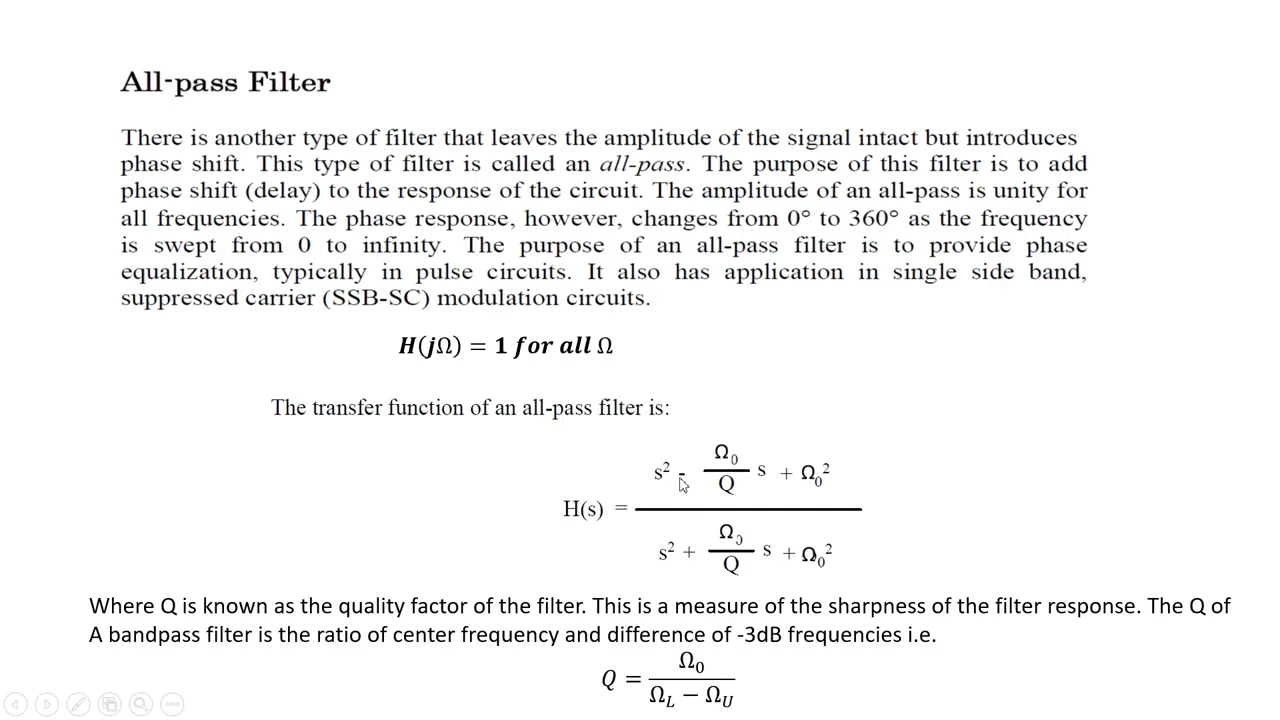 All-pass Filter
There is another type of filter that leaves the amplitude of the signal intact but introduces
phase shift. This type of filter is called an all-pass. The purpose of this filter is to add
phase shift (delay) to the response of the circuit. The amplitude of an all-pass is unity for
all frequencies. The phase response, however, changes from 0° to 360° as the frequency
is swept from 0 to infinity. The purpose of an all-pass filter is to provide phase
equalization, typically in pulse circuits. It also has application in single side band,
suppressed carrier (SSB-SC) modulation circuits.
H(jΩ) = 1 for all Ω
The transfer function of an all-pass filter is:
H(s) = (s² - (Ω₀/Q) s + Ω₀²) / (s² + (Ω₀/Q) s + Ω₀²)
Where Q is known as the quality factor of the filter. This is a measure of the sharpness of the filter response. The Q of
A bandpass filter is the ratio of center frequency and difference of -3dB frequencies i.e.
Q = Ω₀ / (Ω_L − Ω_U)